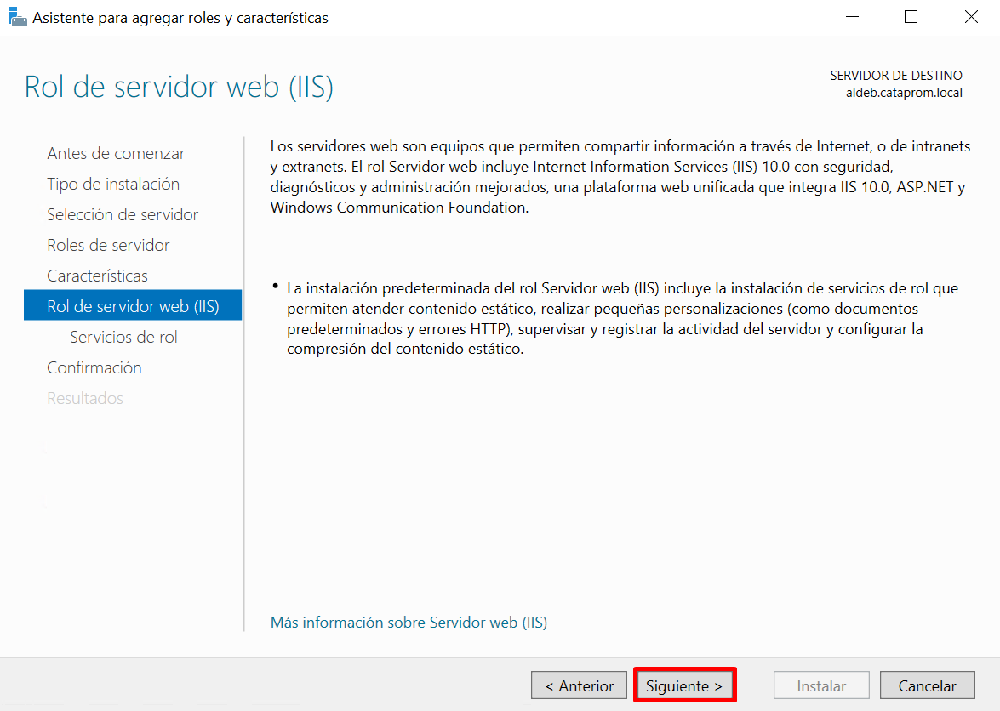 Asistente para agregar roles y características
Rol de servidor web (IIS)
SERVIDOR DE DESTINO
aldeb.cataprom.local
Antes de comenzar
Tipo de instalación
Selección de servidor
Roles de servidor
Características
Rol de servidor web (IIS)
Servicios de rol
Confirmación
Resultados
Los servidores web son equipos que permiten compartir información a través de Internet, o de intranets
y extranets. El rol Servidor web incluye Internet Information Services (IIS) 10.0 con seguridad,
diagnósticos y administración mejorados, una plataforma web unificada que integra IIS 10.0, ASP.NET y
Windows Communication Foundation.
• La instalación predeterminada del rol Servidor web (IIS) incluye la instalación de servicios de rol que
permiten atender contenido estático, realizar pequeñas personalizaciones (como documentos
predeterminados y errores HTTP), supervisar y registrar la actividad del servidor y configurar la
compresión del contenido estático.
Más información sobre Servidor web (IIS)
< Anterior
Siguiente >
Instalar
Cancelar